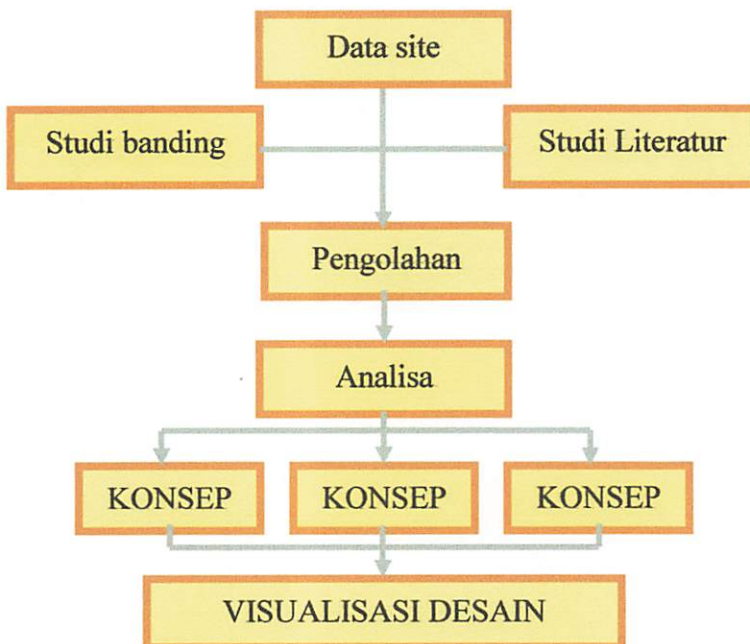 Data site
Studi banding
Studi Literatur
Pengolahan
Analisa
KONSEP
KONSEP
KONSEP
VISUALISASI DESAIN